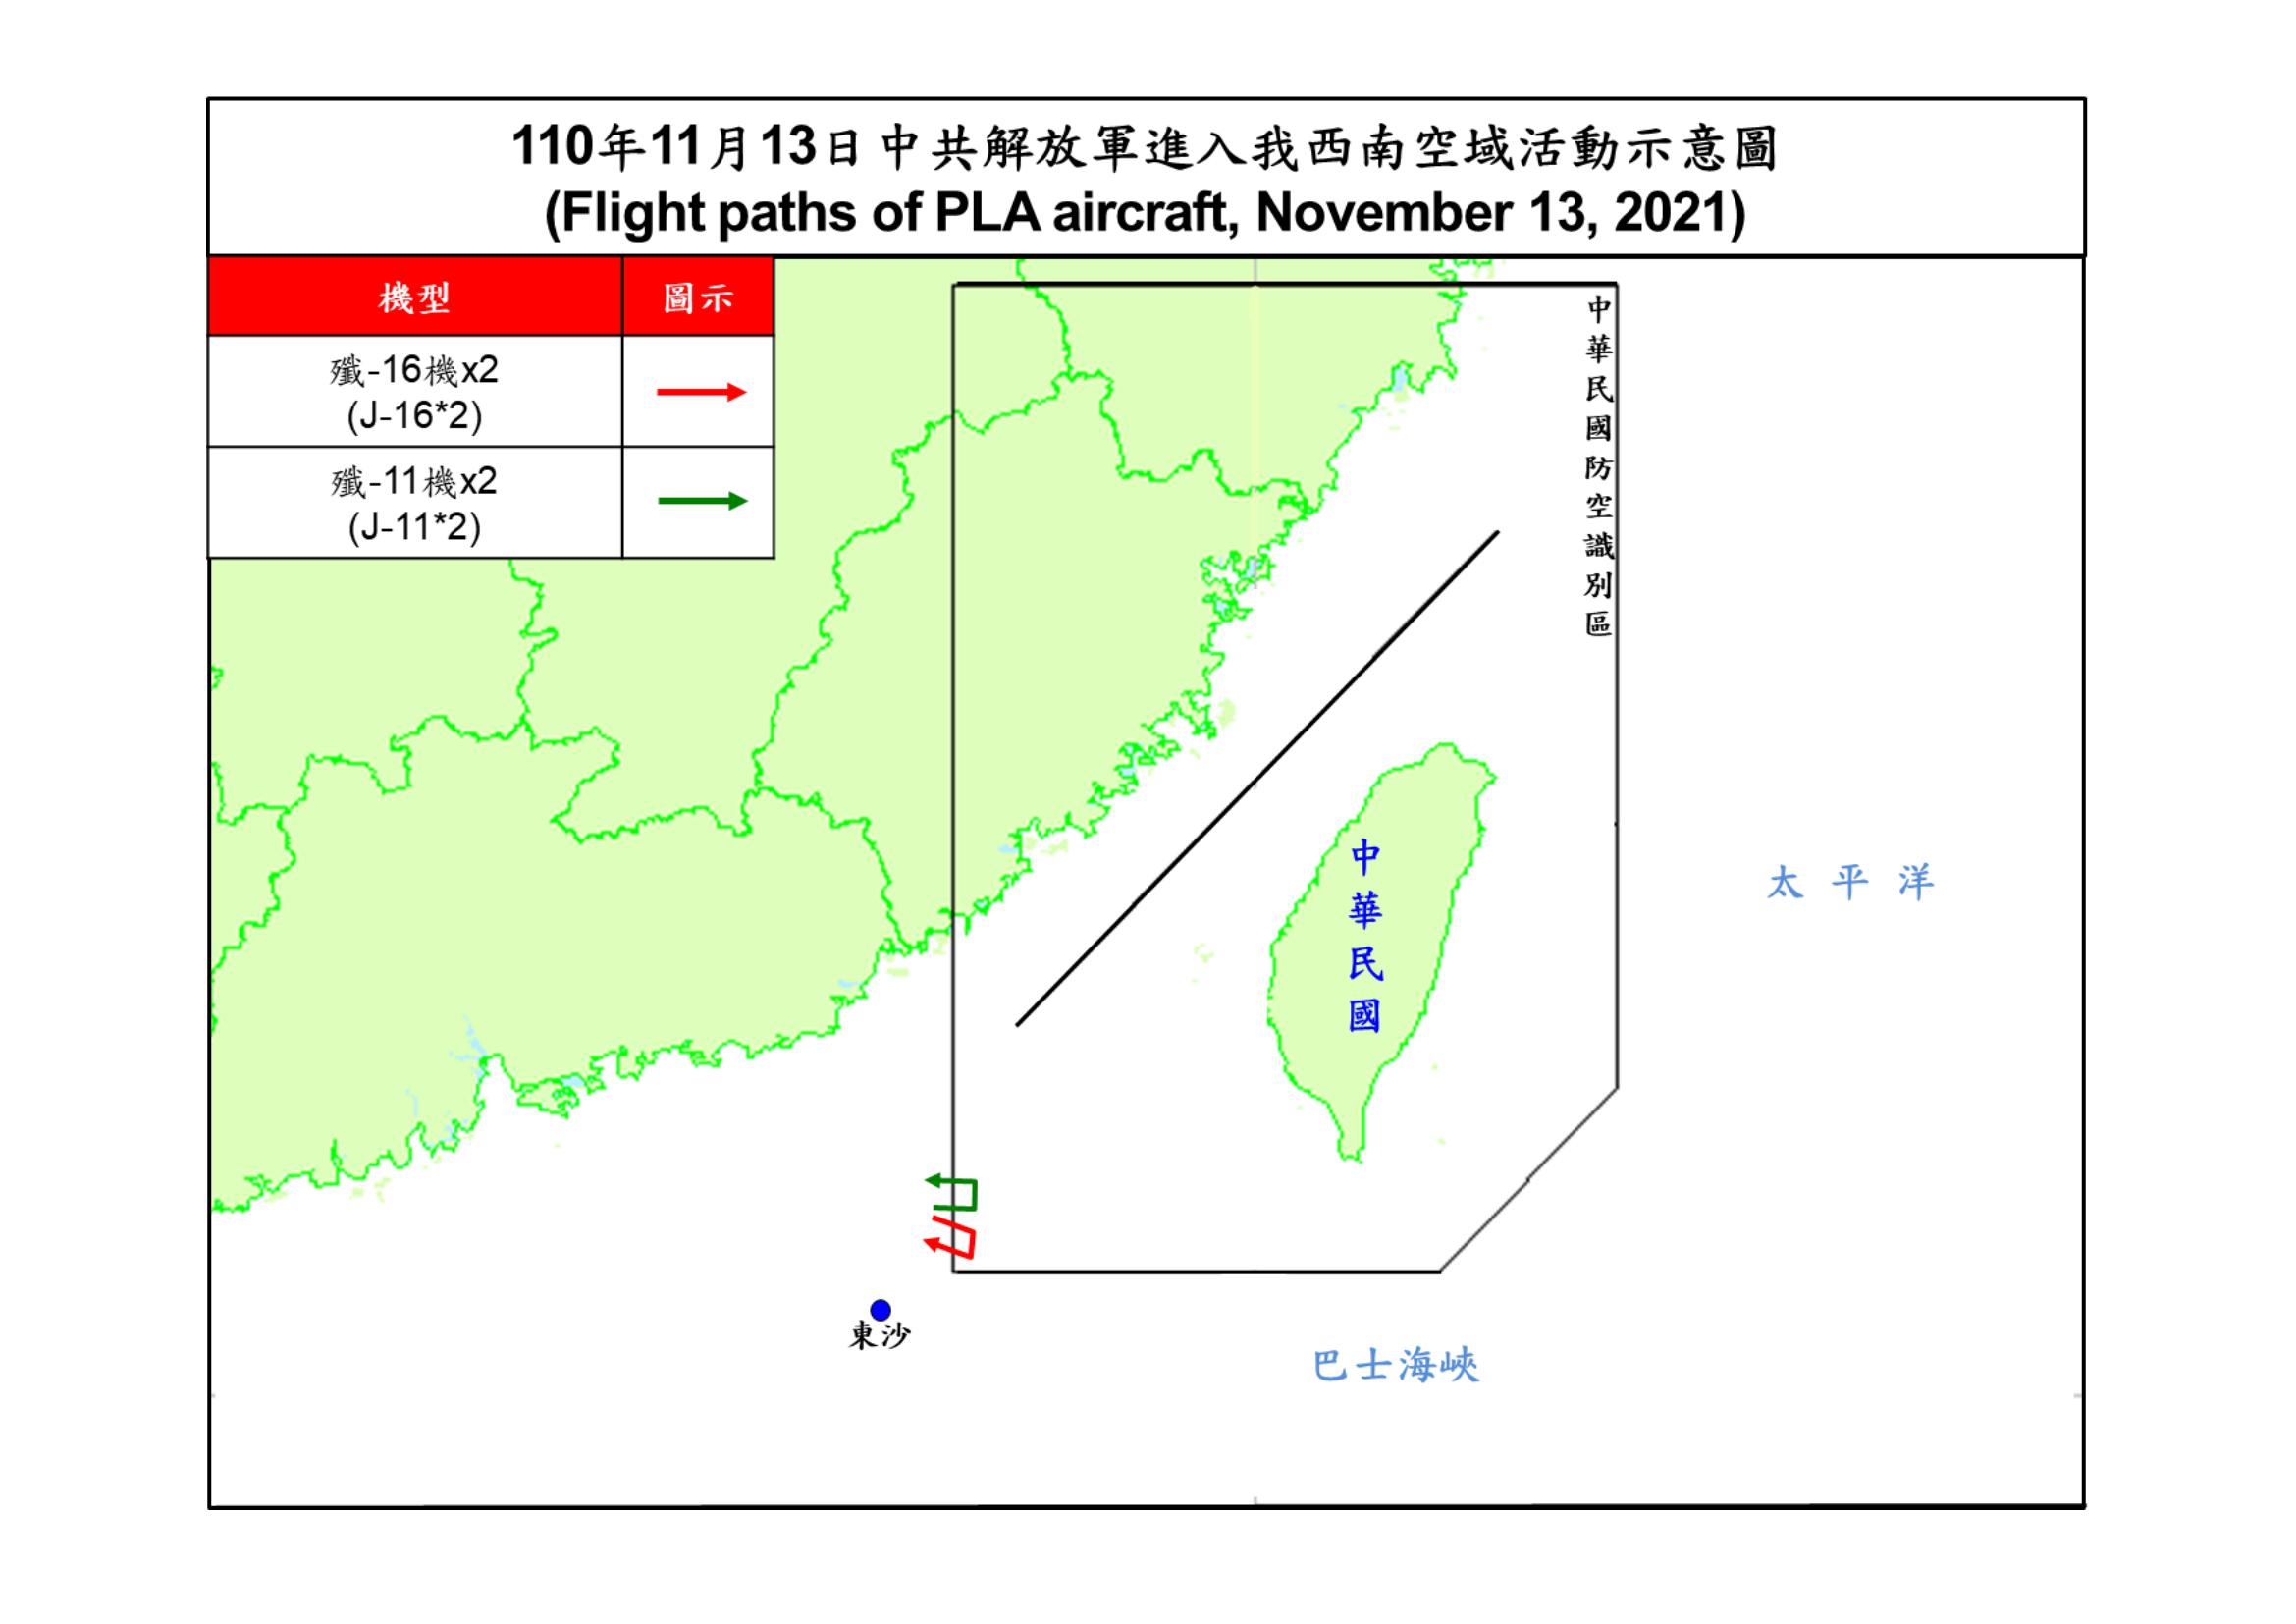 110年11月13日中共解放軍進入我西南空域活動示意圖
(Flight paths of PLA aircraft, November 13, 2021)
機型
圖示
殲-16機x2
(J-16*2)
殲-11機x2
(J-11*2)
中華民國防空識別區
中華民國
太平洋
東沙
巴士海峽